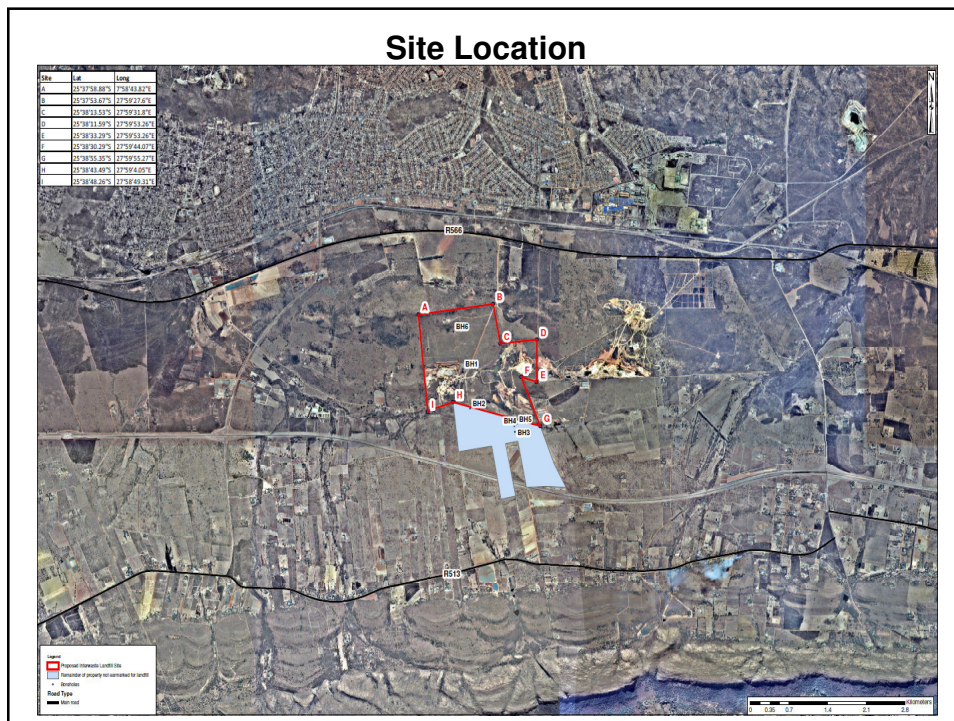 Site Location
Site Lat Long
A 25°37'58.88"S 7°58'43.82"E
B 25°37'53.67"S 27°59'27.6"E
C 25°38'13.53"S 27°59'31.8"E
D 25°38'11.59"S 27°59'53.26"E
E 25°38'33.29"S 27°59'53.26"E
F 25°38'30.29"S 27°59'44.07"E
G 25°38'55.35"S 27°59'55.27"E
H 25°38'43.49"S 27°59'4.05"E
I 25°38'48.26"S 27°58'49.31"E
N
R566
A
B
BH6
C
D
BH1
F
E
I
H
BH2
BH4
BH5
G
BH3
R513
Legend
Proposed Interwaste Landfill Site
Remainder of property not earmarked for landfill
Boreholes
Road Type
Main road
Kilometers
0 0.35 0.7 1.4 2.1 2.8